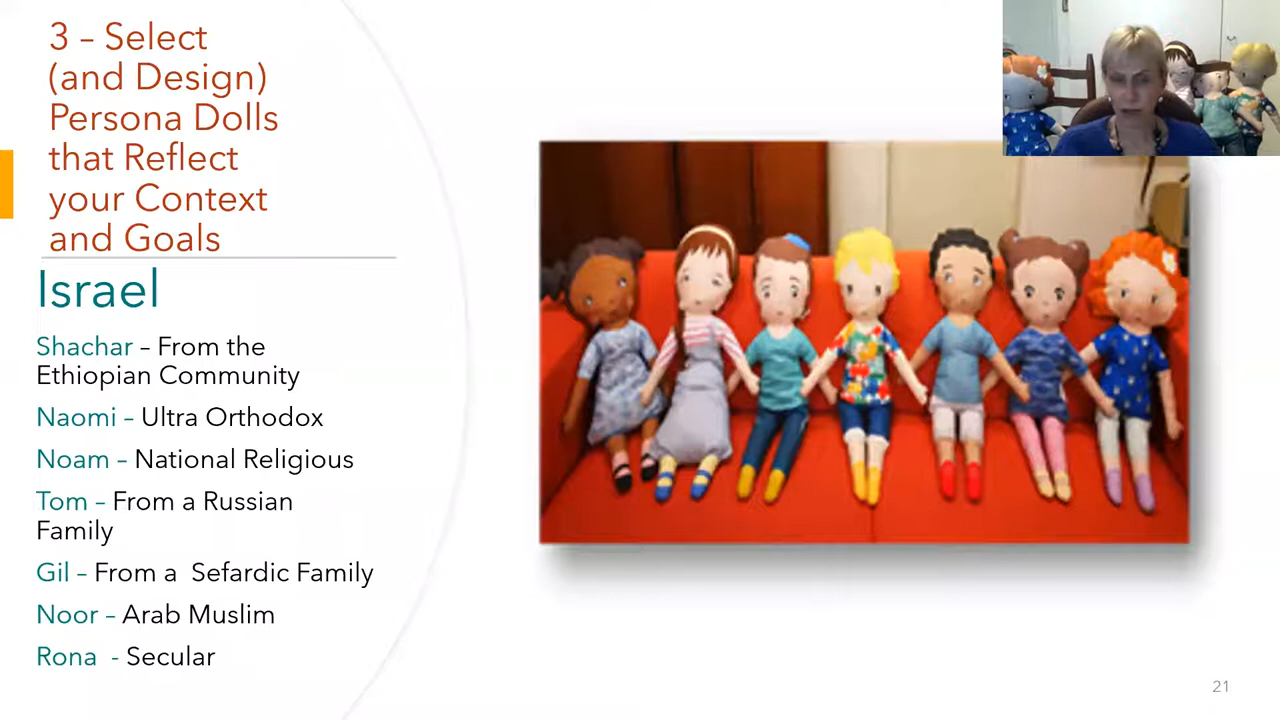 3 – Select
(and Design)
Persona Dolls
that Reflect
your Context
and Goals
Israel
Shachar – From the
Ethiopian Community
Naomi – Ultra Orthodox
Noam – National Religious
Tom – From a Russian
Family
Gil – From a  Sefardic Family
Noor – Arab Muslim
Rona  - Secular
21